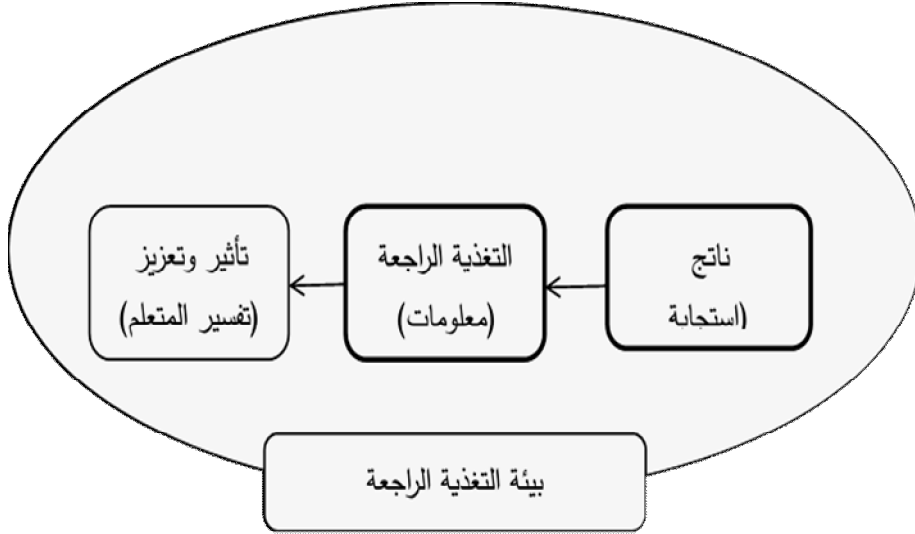 ناتج
(استجابة
التغذية الراجعة
(معلومات)
تأثير وتعزيز
(تفسير المتعلم)
بيئة التغذية الراجعة